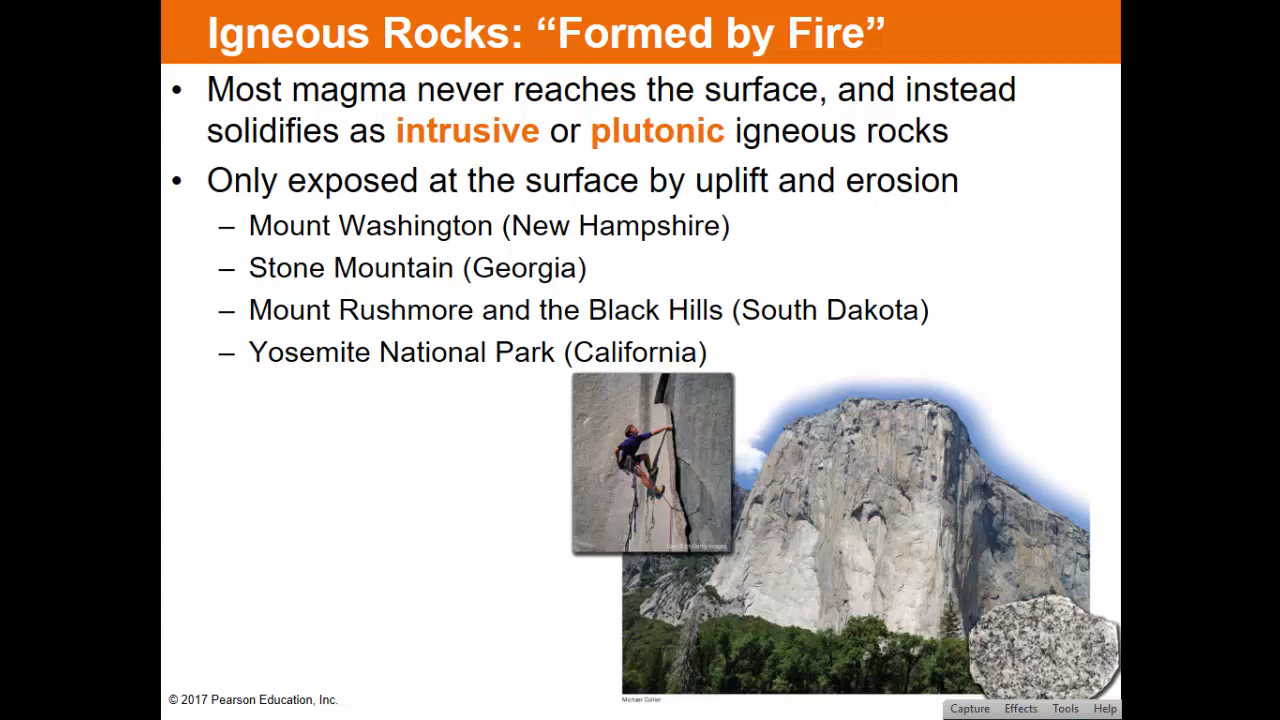 Igneous Rocks: “Formed by Fire”
• Most magma never reaches the surface, and instead
solidifies as intrusive or plutonic igneous rocks
• Only exposed at the surface by uplift and erosion
– Mount Washington (New Hampshire)
– Stone Mountain (Georgia)
– Mount Rushmore and the Black Hills (South Dakota)
– Yosemite National Park (California)
© 2017 Pearson Education, Inc.
Michael Collier
Capture Effects Tools Help